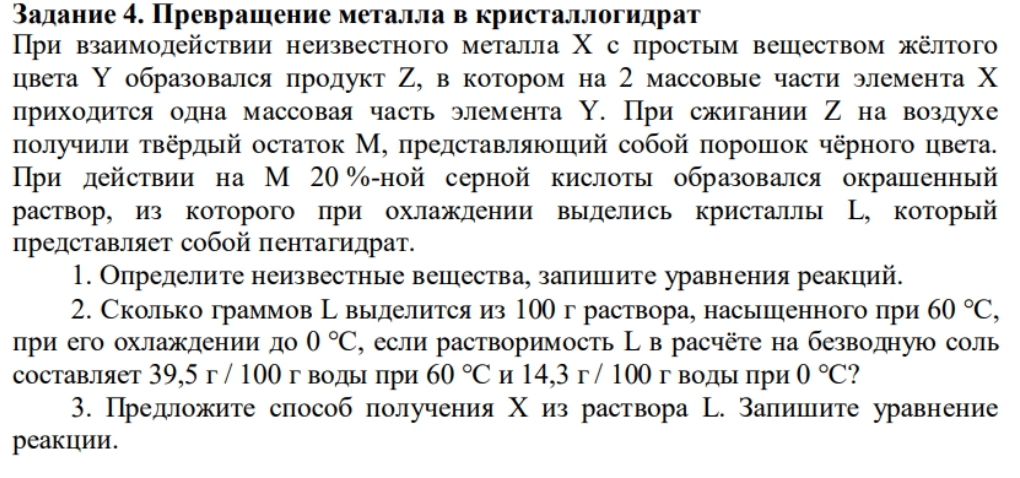 Задание 4. Превращение металла в кристаллогидрат
При взаимодействии неизвестного металла X с простым веществом жёлтого
цвета Y образовался продукт Z, в котором на 2 массовые части элемента X
приходится одна массовая часть элемента Y. При сжигании Z на воздухе
получили твёрдый остаток M, представляющий собой порошок чёрного цвета.
При действии на M 20 %-ной серной кислоты образовался окрашенный
раствор, из которого при охлаждении выделись кристаллы L, который
представляет собой пентагидрат.
1. Определите неизвестные вещества, запишите уравнения реакций.
2. Сколько граммов L выделится из 100 г раствора, насыщенного при 60 °C,
при его охлаждении до 0 °C, если растворимость L в расчёте на безводную соль
составляет 39,5 г / 100 г воды при 60 °C и 14,3 г / 100 г воды при 0 °C?
3. Предложите способ получения X из раствора L. Запишите уравнение
реакции.